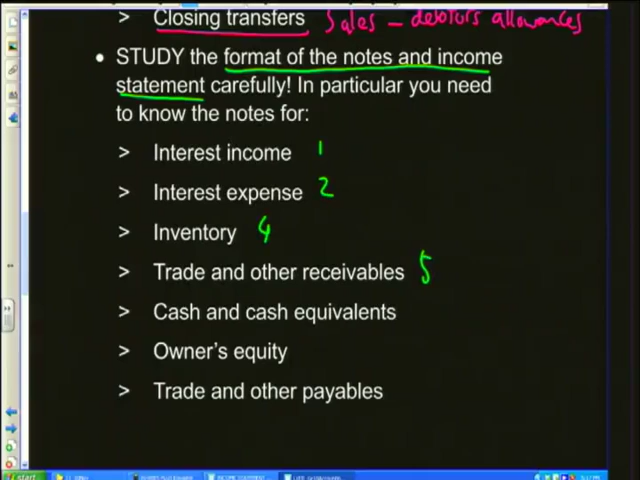 > Closing transfers Sales – debtors allowances
• STUDY the format of the notes and income
statement carefully! In particular you need
to know the notes for:
> Interest income 1
> Interest expense 2
> Inventory 4
> Trade and other receivables 5
> Cash and cash equivalents
> Owner's equity
> Trade and other payables
start